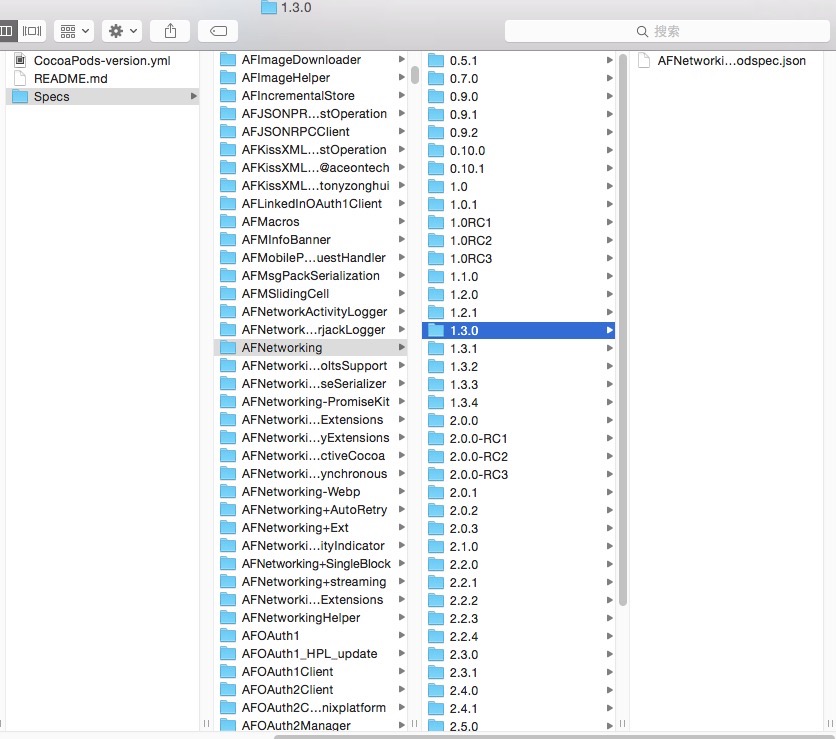 1.3.0
搜索
CocoaPods-version.yml
README.md
Specs
AFImageDownloader
AFImageHelper
AFIncrementalStore
AFJSONPR...stOperation
AFJSONRPCClient
AFKissXML...stOperation
AFKissXML...@aceontech
AFKissXML...tonyzonghui
AFLinkedInOAuth1Client
AFMacros
AFMInfoBanner
AFMobileP...uestHandler
AFMsgPackSerialization
AFMSlidingCell
AFNetworkActivityLogger
AFNetwork...rjackLogger
AFNetworking
AFNetworki...oltsSupport
AFNetworki...seSerializer
AFNetworking-PromiseKit
AFNetworki...Extensions
AFNetworki...yExtensions
AFNetworki...ctiveCocoa
AFNetworki...ynchronous
AFNetworking-Webp
AFNetworking+AutoRetry
AFNetworking+Ext
AFNetworki...ityIndicator
AFNetworking+SingleBlock
AFNetworking+streaming
AFNetworki...Extensions
AFNetworkingHelper
AFOAuth1
AFOAuth1_HPL_update
AFOAuth1Client
AFOAuth2Client
AFOAuth2C...nixplatform
AFOAuth2Manager
0.5.1
0.7.0
0.9.0
0.9.1
0.9.2
0.10.0
0.10.1
1.0
1.0.1
1.0RC1
1.0RC2
1.0RC3
1.1.0
1.2.0
1.2.1
1.3.0
1.3.1
1.3.2
1.3.3
1.3.4
2.0.0
2.0.0-RC1
2.0.0-RC2
2.0.0-RC3
2.0.1
2.0.2
2.0.3
2.1.0
2.2.0
2.2.1
2.2.2
2.2.3
2.2.4
2.3.0
2.3.1
2.4.0
2.4.1
2.5.0
AFNetworki...odspec.json